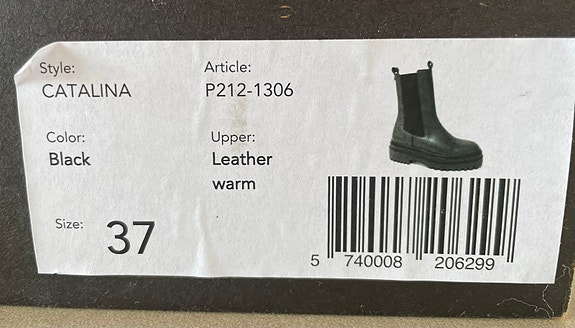 Style: Article:
CATALINA P212-1306
Color: Upper:
Black Leather
warm
Size: 37
5 740008 206299